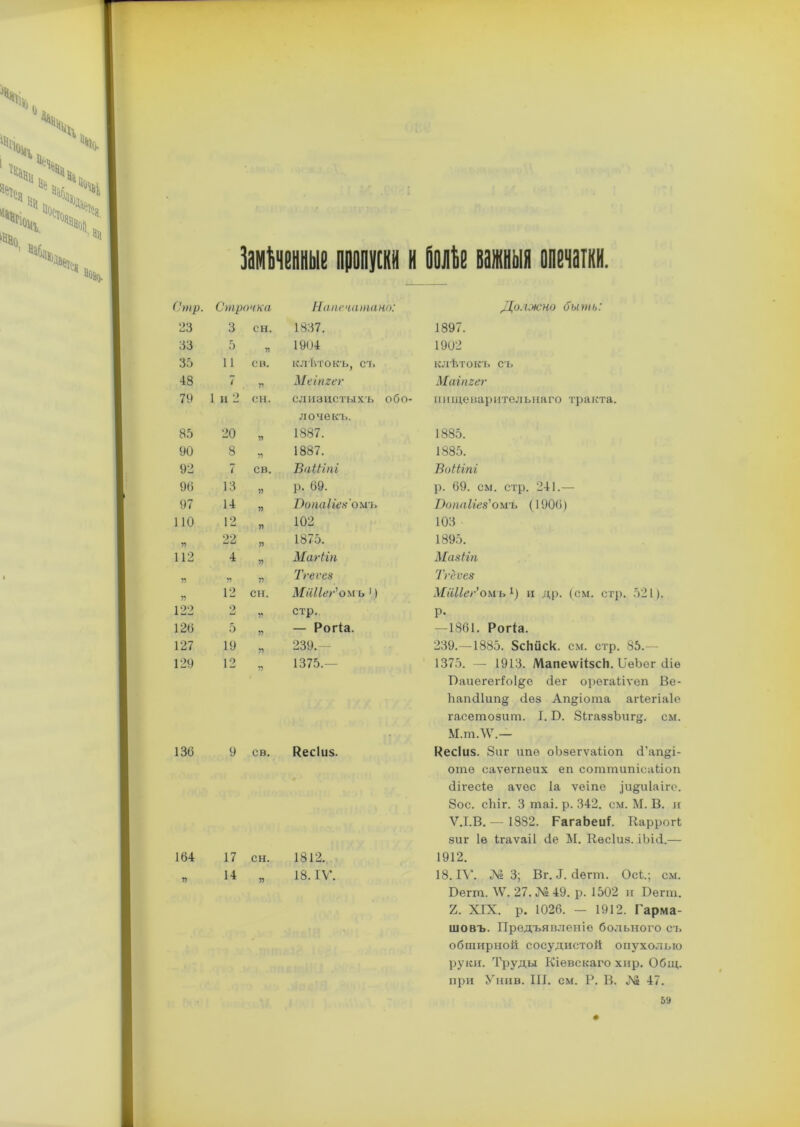 Замѣченныe пропуски и болѣе важныя опечатки.
Стр. Строчка Напечатано: Должно быть:
23 3 сн. 1837. 1897.
33 5 „ 1904 1902
35 11 св. клѣтокъ, съ клѣтокъ съ
48 7 „ Meinzer Mainzer
79 1 и 2 сн. слизистыхъ обо- пищеварительнаго тракта.
лочекъ.
85 20 „ 1887. 1885.
90 8 „ 1887. 1885.
92 7 св. Battini Bottini
96 13 „ p. 69. p. 69. см. стр. 241.—
97 14 „ Donalies'омъ Donalies'омъ (1906)
110 12 „ 102 103
„ 22 „ 1875. 1895.
112 4 „ Martin Mastin
„ „ „ Treves Trèves
„ 12 сн. Müller'омъ¹) Müller'омъ¹) и др. (см. стр. 521).
122 2 „ стр. p.
126 5 „ — Porta. —1861. Porta.
127 19 „ 239.— 239.—1885. Schück. см. стр. 85.—
129 12 „ 1375.— 1375. — 1913. Manewitsch. Ueber die
Dauererfolge der operativen Be-
handlung des Angioma arteriale
racemosum. I. D. Strassburg. см.
M.m.W.—
136 9 св. Reclus. Reclus. Sur une observation d'angi-
ome caverneux en communication
directe avec la veine jugulaire.
Soc. chir. 3 mai. p. 342. см. M. B. и
V.I.B. — 1882. Farabeuf. Rapport
sur le travail de M. Reclus. ibid.—
164 17 сн. 1812. 1912.
„ 14 „ 18. IV. 18. IV. № 3; Br. J. derm. Oct.; см.
Derm. W. 27. № 49. p. 1502 и Derm.
Z. XIX. p. 1026. — 1912. Гарма-
шовъ. Предъявленіе больного съ
обширной сосудистой опухолью
руки. Труды Кіевскаго хир. Общ.
при Унив. III. см. Р. В. № 47.
59